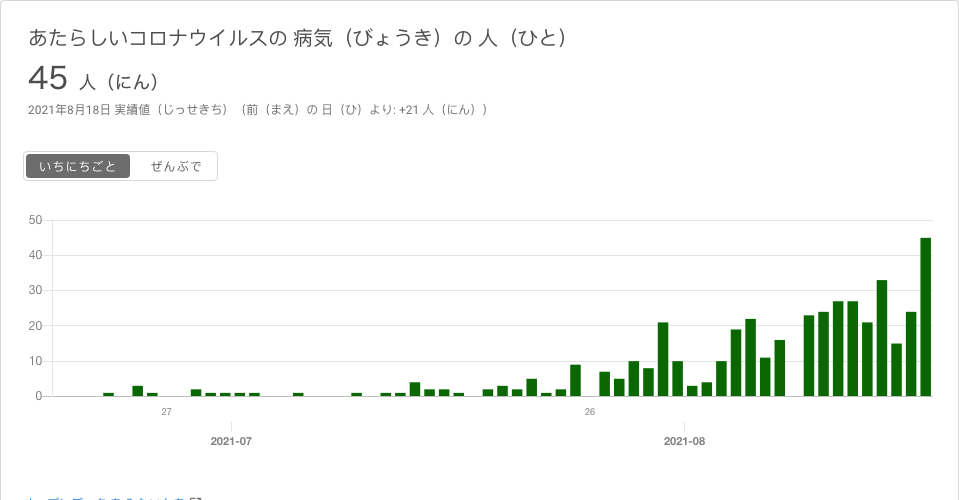 あたらしいコロナウイルスの 病気（びょうき）の 人（ひと）
45 人（にん）
2021年8月18日 実績値（じっせきち）（前（まえ）の 日（ひ）より: +21 人（にん））
いちにちごと ぜんぶで
50
40
30
20
10
0
27 26
2021-07 2021-08